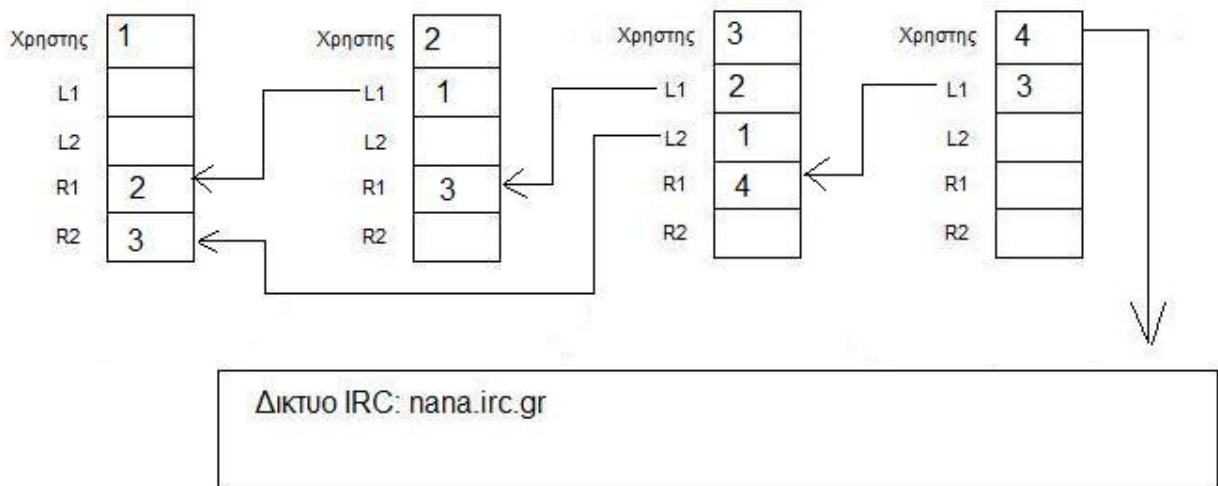 Χρηστης 1 Χρηστης 2 Χρηστης 3 Χρηστης 4
L1 L1 1 L1 2 L1 3
L2 L2 L2 1 L2
R1 2 R1 3 R1 4 R1
R2 3 R2 R2 R2
Δικτυο IRC: nana.irc.gr